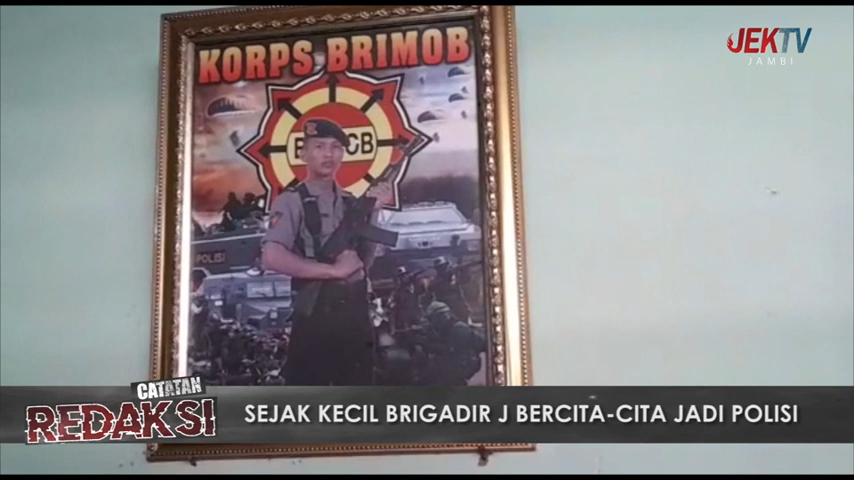 KORPS BRIMOB
JEKTV
JAMBI
POLISI
CATATAN
REDAKSI
SEJAK KECIL BRIGADIR J BERCITA-CITA JADI POLISI